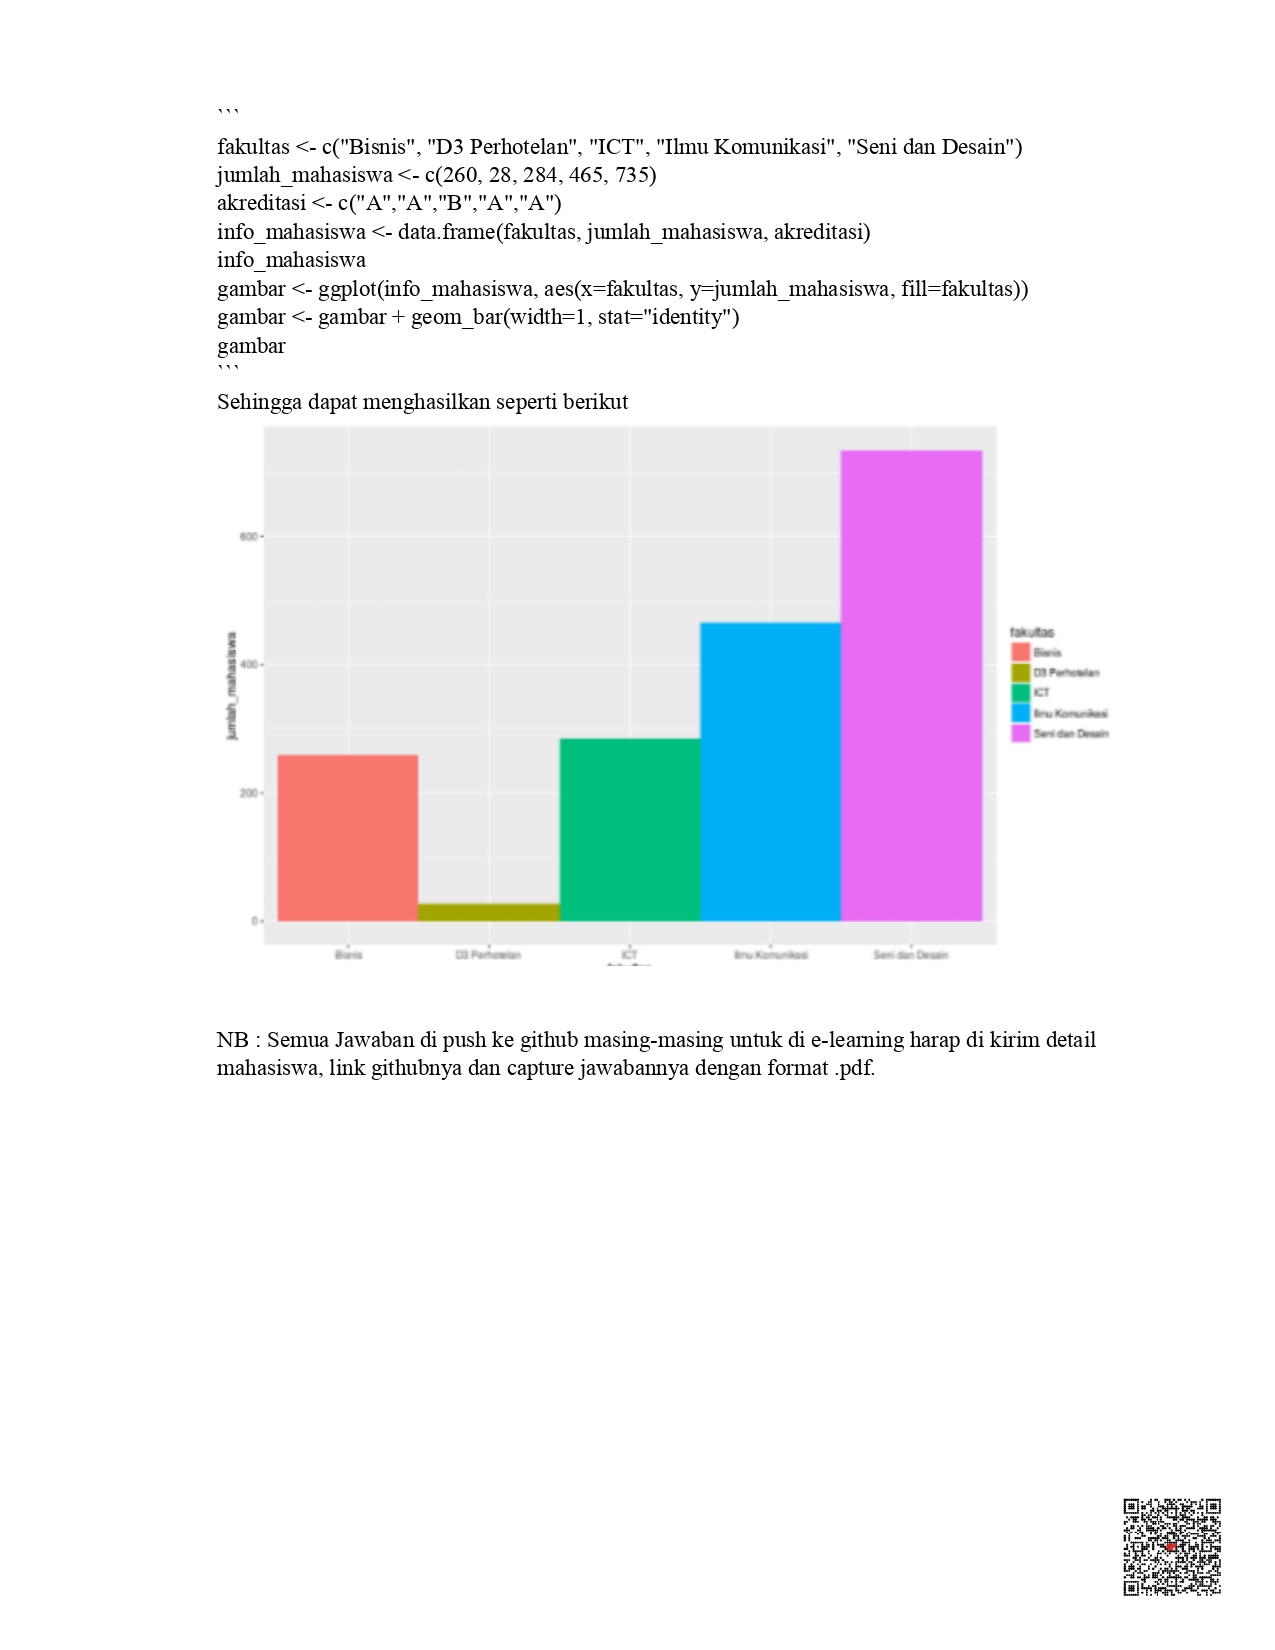 ```
fakultas <- c("Bisnis", "D3 Perhotelan", "ICT", "Ilmu Komunikasi", "Seni dan Desain")
jumlah_mahasiswa <- c(260, 28, 284, 465, 735)
akreditasi <- c("A","A","B","A","A")
info_mahasiswa <- data.frame(fakultas, jumlah_mahasiswa, akreditasi)
info_mahasiswa
gambar <- ggplot(info_mahasiswa, aes(x=fakultas, y=jumlah_mahasiswa, fill=fakultas))
gambar <- gambar + geom_bar(width=1, stat="identity")
gambar
```
Sehingga dapat menghasilkan seperti berikut
600
400
200
0
jumlah_mahasiswa
Bisnis
D3 Perhotelan
ICT
Ilmu Komunikasi
Seni dan Desain
fakultas
fakultas
Bisnis
D3 Perhotelan
ICT
Ilmu Komunikasi
Seni dan Desain
NB : Semua Jawaban di push ke github masing-masing untuk di e-learning harap di kirim detail
mahasiswa, link githubnya dan capture jawabannya dengan format .pdf.